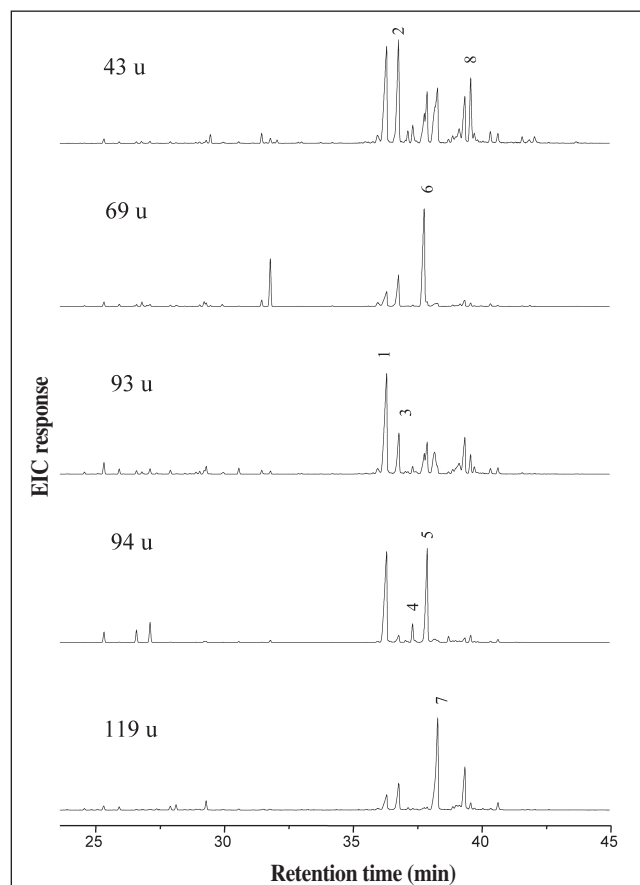 43 u
2
8
69 u
6
93 u
1
3
94 u
4
5
119 u
7
EIC response
25 30 35 40 45
Retention time (min)